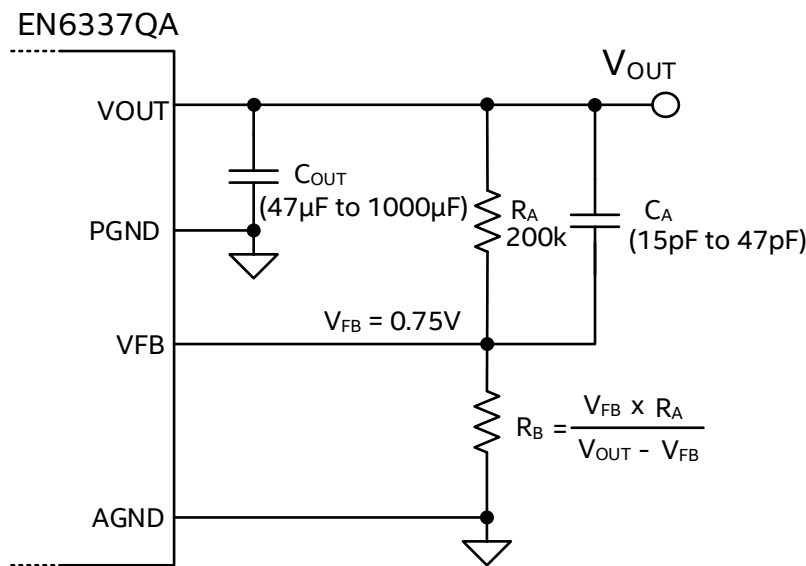 EN6337QA
VOUT
VOUT
COUT
(47µF to 1000µF)
RA
200k
CA
(15pF to 47pF)
PGND
VFB = 0.75V
VFB
RB = VFB x RA
VOUT - VFB
AGND